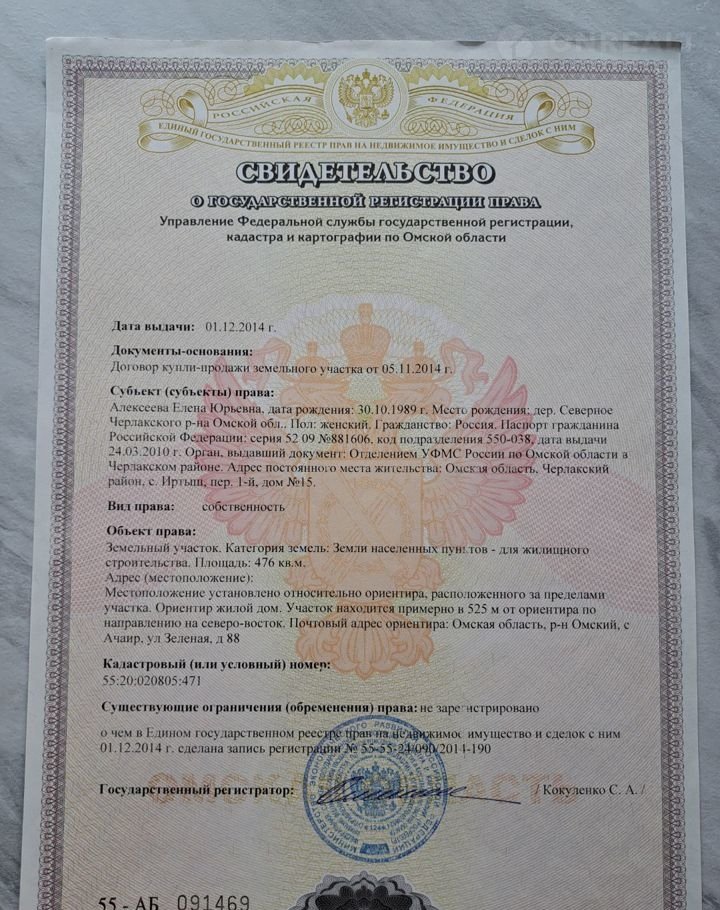 РОССИЙСКАЯ ФЕДЕРАЦИЯ
ЕДИНЫЙ ГОСУДАРСТВЕННЫЙ РЕЕСТР ПРАВ НА НЕДВИЖИМОЕ ИМУЩЕСТВО И СДЕЛОК С НИМ
СВИДЕТЕЛЬСТВО
О ГОСУДАРСТВЕННОЙ РЕГИСТРАЦИИ ПРАВА
Управление Федеральной службы государственной регистрации,
кадастра и картографии по Омской области
Дата выдачи: 01.12.2014 г.
Документы-основания:
Договор купли-продажи земельного участка от 05.11.2014 г.
Субъект (субъекты) права:
Алексеева Елена Юрьевна, дата рождения: 30.10.1989 г. Место рождения: дер. Северное
Черлакского р-на Омской обл.. Пол: женский. Гражданство: Россия. Паспорт гражданина
Российской Федерации: серия 52 09 №881606, код подразделения 550-038, дата выдачи
24.03.2010 г. Орган, выдавший документ: Отделением УФМС России по Омской области в
Черлакском районе. Адрес постоянного места жительства: Омская область, Черлакский
район, с. Иртыш, пер. 1-й, дом №15.
Вид права: собственность
Объект права:
Земельный участок. Категория земель: Земли населенных пунктов - для жилищного
строительства. Площадь: 476 кв.м.
Адрес (местоположение):
Местоположение установлено относительно ориентира, расположенного за пределами
участка. Ориентир жилой дом. Участок находится примерно в 525 м от ориентира по
направлению на северо-восток. Почтовый адрес ориентира: Омская область, р-н Омский, с
Ачаир, ул Зеленая, д 88
Кадастровый (или условный) номер:
55:20:020805:471
Существующие ограничения (обременения) права: не зарегистрировано
о чем в Едином государственном реестре прав на недвижимое имущество и сделок с ним
01.12.2014 г. сделана запись регистрации № 55-55-24/090/2014-190
ОМСКАЯ ОБЛАСТЬ
Государственный регистратор: / Кокуленко С. А. /
55 - АБ 091469